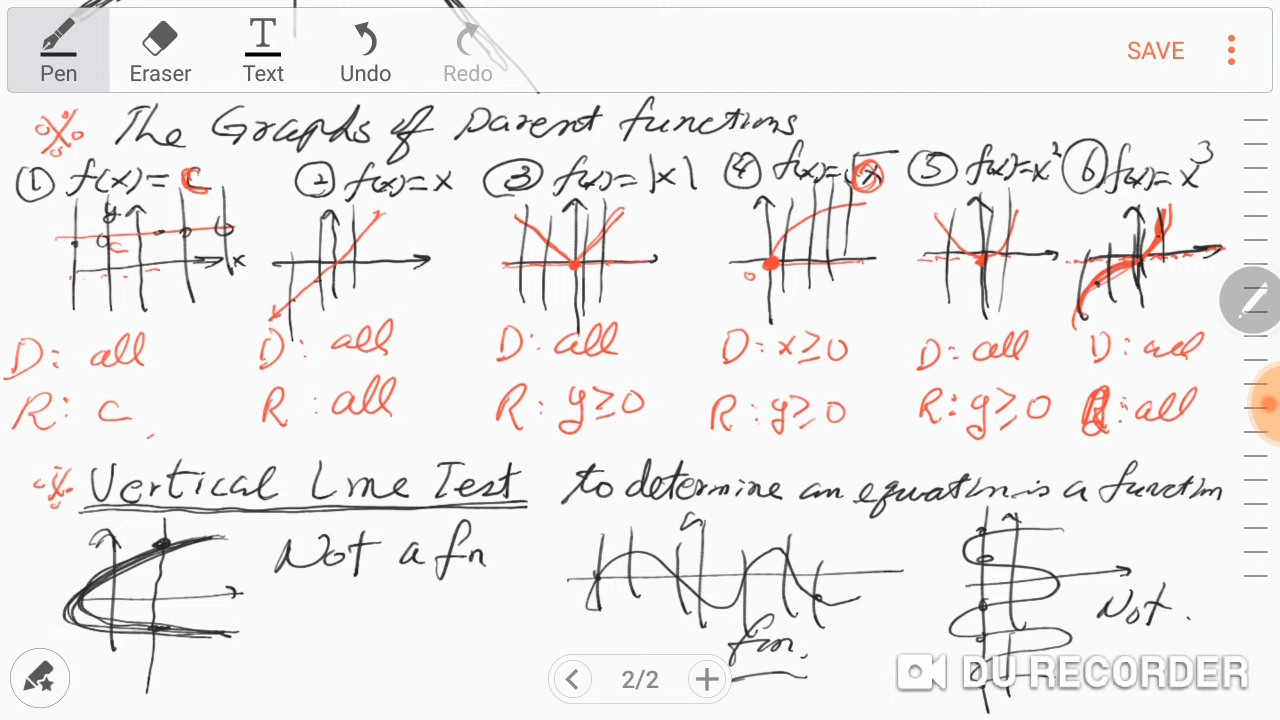 Pen Eraser Text Undo Redo SAVE
The Graphs of parent functions
① f(x) = c ② f(x) = x ③ f(x) = |x| ④ f(x) = √x ⑤ f(x) = x² ⑥ f(x) = x³
y
c
x
0
D: all D: all D: all D: x ≥ 0 D: all D: all
R: c R: all R: y ≥ 0 R: y ≥ 0 R: y ≥ 0 R: all
Vertical Line Test to determine an equation is a function
Not a fn
fun. Not.
2/2
DU RECORDER